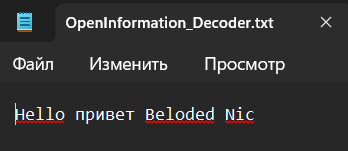 OpenInformation_Decoder.txt
Файл Изменить Просмотр
Hello привет Beloded Nic